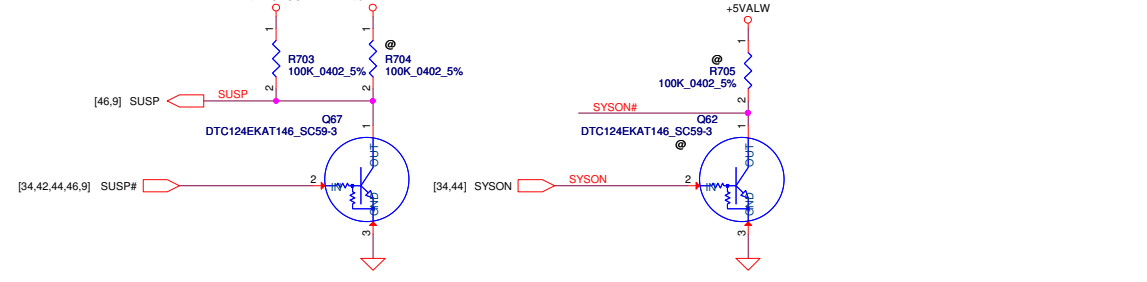 +5VALW
1
1
@
R703
100K_0402_5%
R704
100K_0402_5%
1
@
R705
100K_0402_5%
2
2
2
[46,9] SUSP
SUSP
SYSON#
Q67
DTC124EKAT146_SC59-3
1
OUT
Q62
DTC124EKAT146_SC59-3
@
1
OUT
[34,42,44,46,9] SUSP#
2
IN
GND
3
[34,44] SYSON
SYSON
2
IN
GND
3